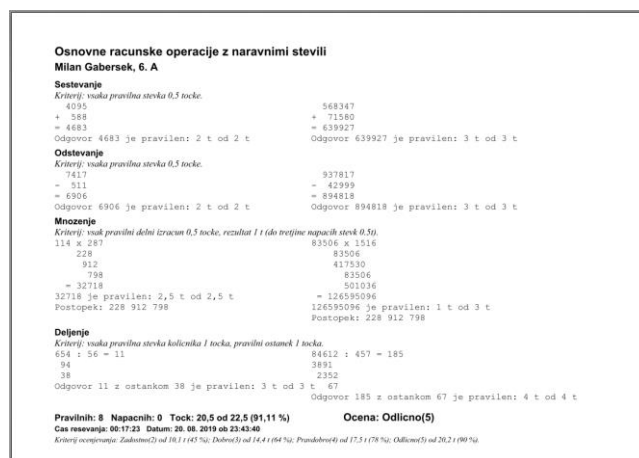 Osnovne racunske operacije z naravnimi stevili
Milan Gabersek, 6. A
Sestevanje
Kriterij: vsaka pravilna stevka 0,5 tocke.
4095
+ 588
= 4683
Odgovor 4683 je pravilen: 2 t od 2 t
568347
+ 71580
= 639927
Odgovor 639927 je pravilen: 3 t od 3 t
Odstevanje
Kriterij: vsaka pravilna stevka 0,5 tocke.
7417
- 511
= 6906
Odgovor 6906 je pravilen: 2 t od 2 t
937817
- 42999
= 894818
Odgovor 894818 je pravilen: 3 t od 3 t
Mnozenje
Kriterij: vsak pravilni delni izracun 0,5 tocke, rezultat 1 t (do tretjine napacih stevk 0.5t).
114 x 287
228
912
798
= 32718
32718 je pravilen: 2,5 t od 2,5 t
Postopek: 228 912 798
83506 x 1516
83506
417530
83506
501036
= 126595096
126595096 je pravilen: 1 t od 3 t
Postopek: 228 912 798
Deljenje
Kriterij: vsaka pravilna stevka kolicnika 1 tocka, pravilni ostanek 1 tocka.
654 : 56 = 11
94
38
Odgovor 11 z ostankom 38 je pravilen: 3 t od 3 t
84612 : 457 = 185
3891
2352
67
Odgovor 185 z ostankom 67 je pravilen: 4 t od 4 t
Pravilnih: 8 Napacnih: 0 Tock: 20,5 od 22,5 (91,11 %) Ocena: Odlicno(5)
Cas resevanja: 00:17:23 Datum: 20. 08. 2019 ob 23:43:40
Kriterij ocenjevanja: Zadostno(2) od 10,1 t (45 %); Dobro(3) od 14,4 t (64 %); Pravdobro(4) od 17,5 t (78 %); Odlicno(5) od 20,2 t (90 %).